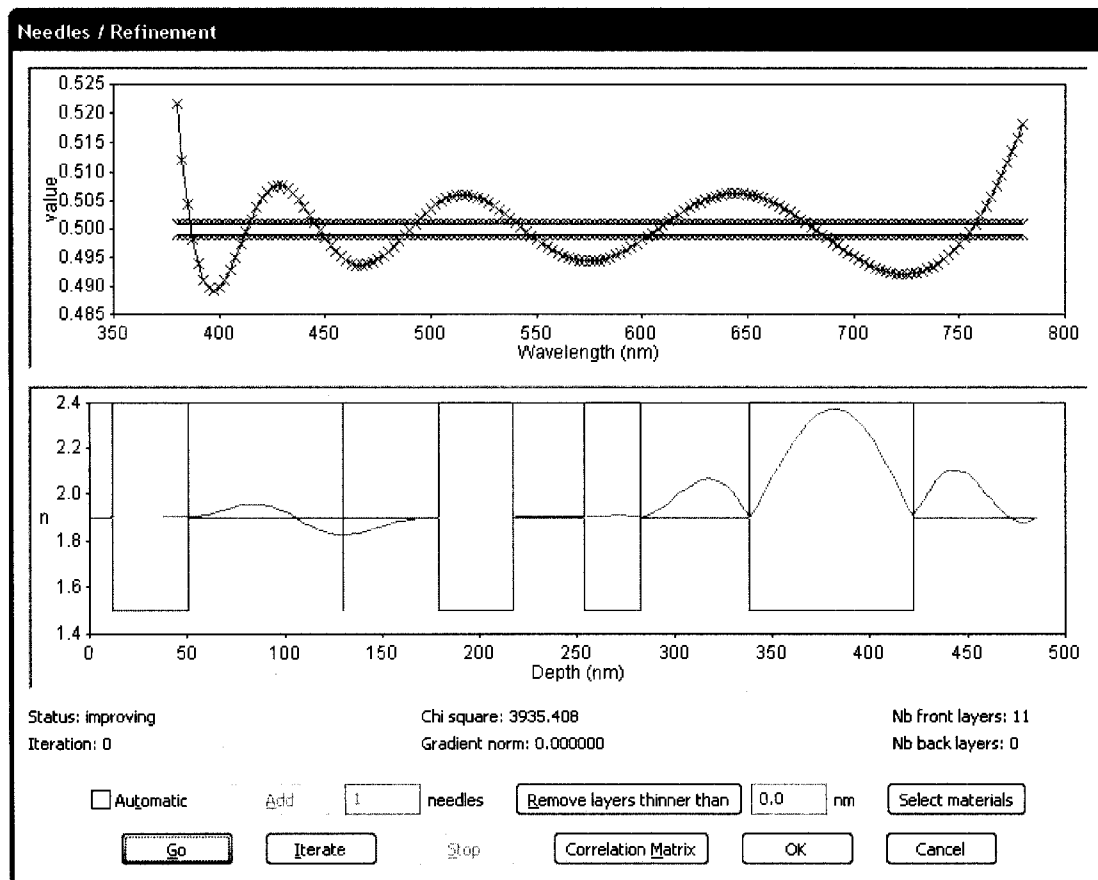 Needles / Refinement
0.525
0.520
0.515
0.510
0.505
0.500
0.495
0.490
0.485
value
350 400 450 500 550 600 650 700 750 800
Wavelength (nm)
2.4
2.2
2.0
n
1.8
1.6
1.4
0 50 100 150 200 250 300 350 400 450 500
Depth (nm)
Status: improving Chi square: 3935.408 Nb front layers: 11
Iteration: 0 Gradient norm: 0.000000 Nb back layers: 0
Automatic Add 1 needles Remove layers thinner than 0.0 nm Select materials
Go Iterate Stop Correlation Matrix OK Cancel